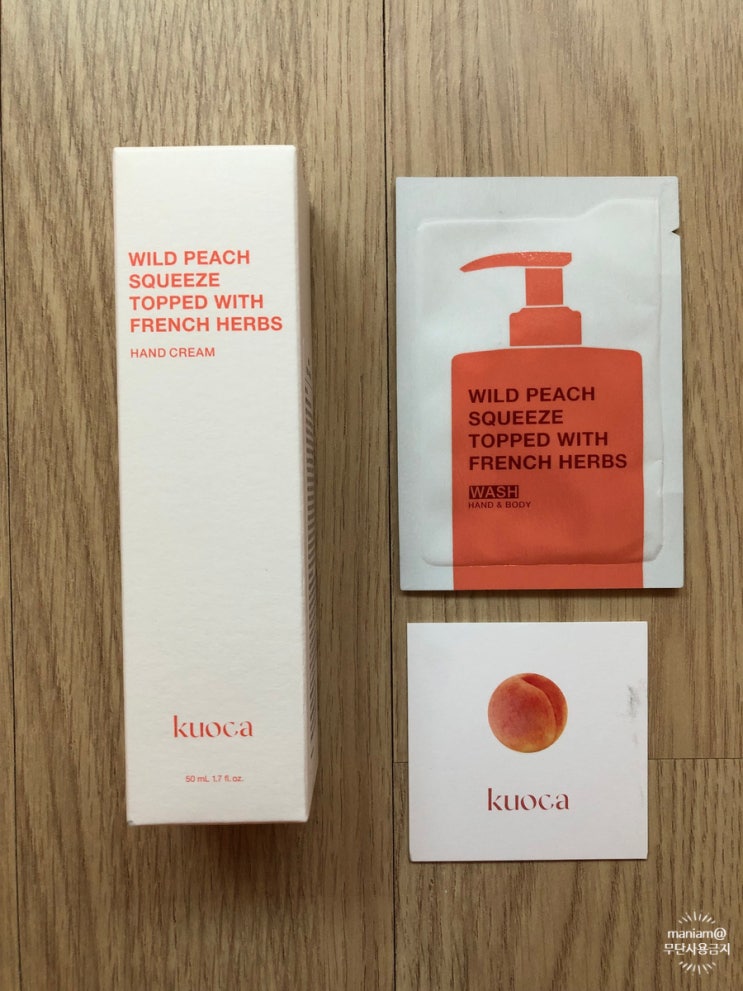 WILD PEACH
SQUEEZE
TOPPED WITH
FRENCH HERBS
HAND CREAM
kuoca
50 mL 1.7 fl. oz.
WILD PEACH
SQUEEZE
TOPPED WITH
FRENCH HERBS
WASH
HAND & BODY
kuoca
maniam@
무단사용금지